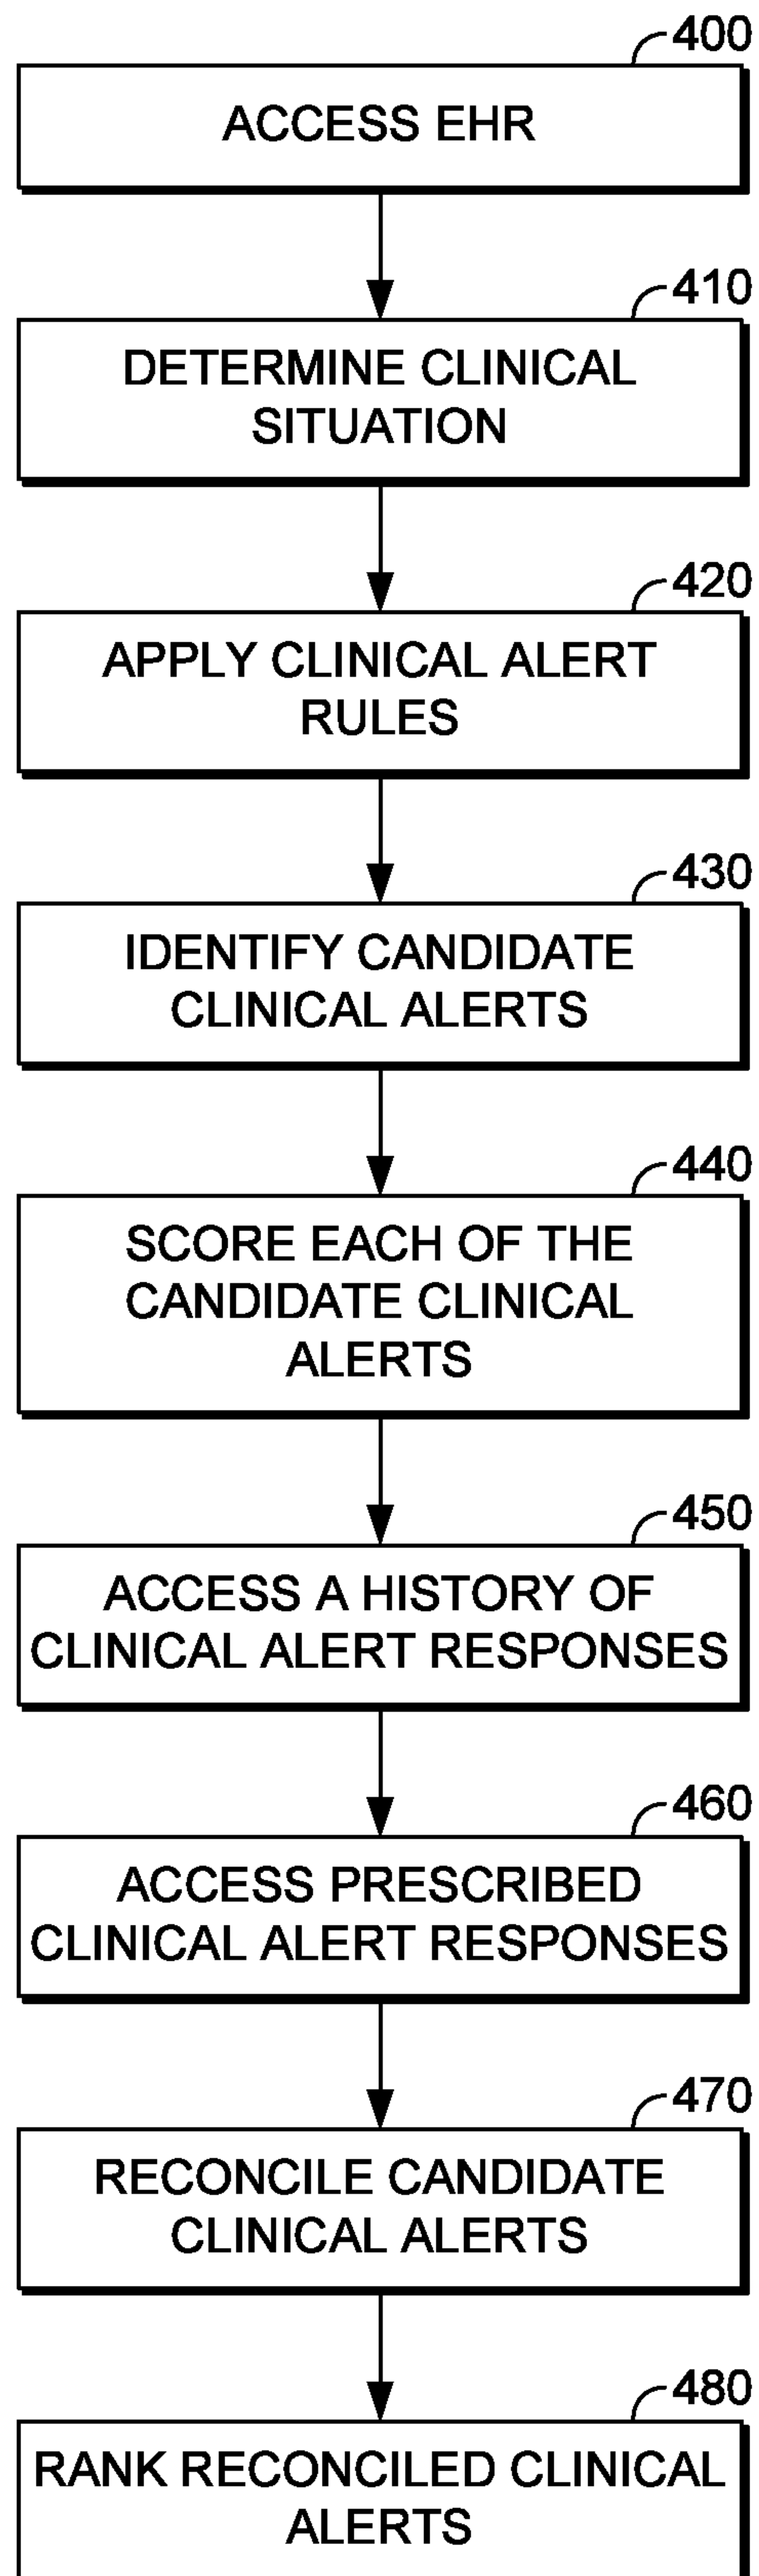 400
ACCESS EHR
410
DETERMINE CLINICAL
SITUATION
420
APPLY CLINICAL ALERT
RULES
430
IDENTIFY CANDIDATE
CLINICAL ALERTS
440
SCORE EACH OF THE
CANDIDATE CLINICAL
ALERTS
450
ACCESS A HISTORY OF
CLINICAL ALERT RESPONSES
460
ACCESS PRESCRIBED
CLINICAL ALERT RESPONSES
470
RECONCILE CANDIDATE
CLINICAL ALERTS
480
RANK RECONCILED CLINICAL
ALERTS